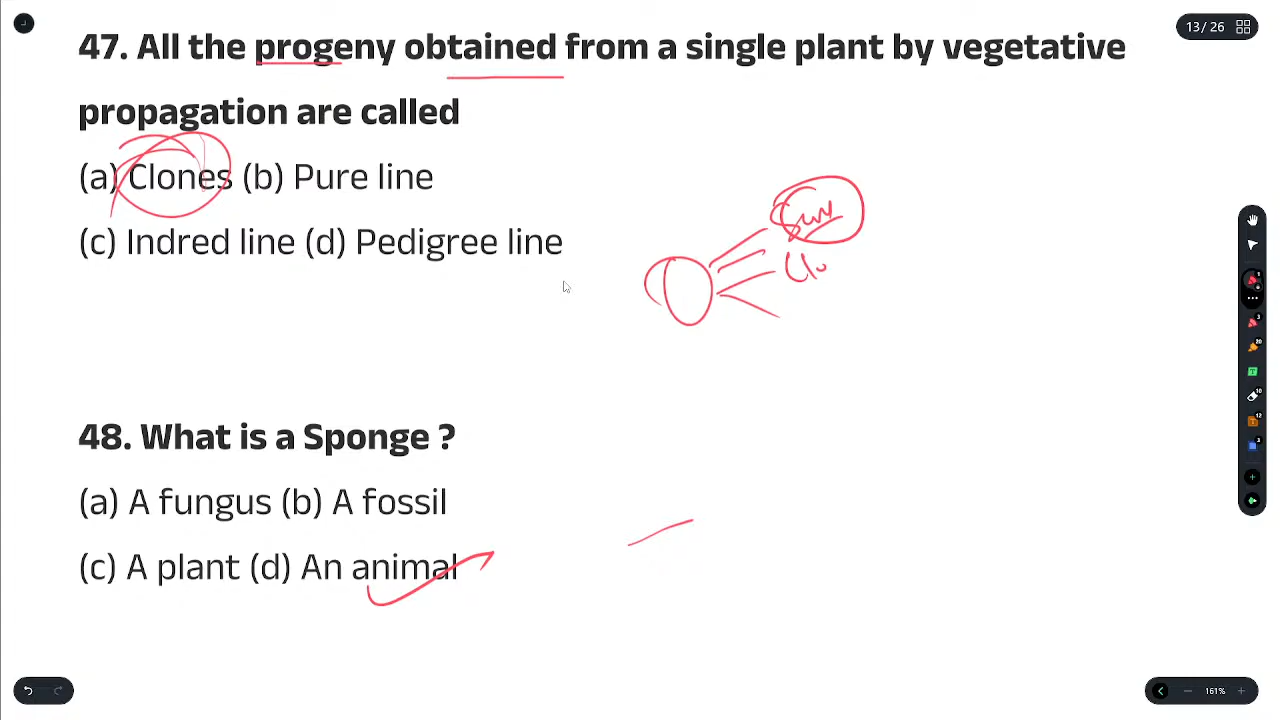 13 / 26
47. All the progeny obtained from a single plant by vegetative
propagation are called
(a) Clones (b) Pure line
(c) Indred line (d) Pedigree line
Clo
48. What is a Sponge ?
(a) A fungus (b) A fossil
(c) A plant (d) An animal
161%